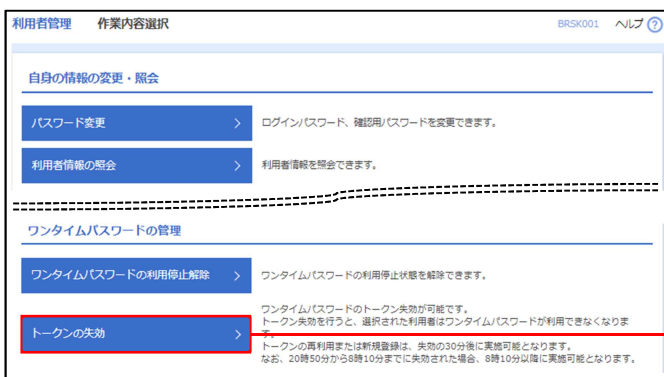 利用者管理 作業内容選択 BRSK001 ヘルプ ?
自身の情報の変更・照会
パスワード変更 > ログインパスワード、確認用パスワードを変更できます。
利用者情報の照会 > 利用者情報を照会できます。
ワンタイムパスワードの管理
ワンタイムパスワードの利用停止解除 > ワンタイムパスワードの利用停止状態を解除できます。
トークンの失効 >
ワンタイムパスワードのトークン失効が可能です。
トークン失効を行うと、選択された利用者はワンタイムパスワードが利用できなくなりま
す。
トークンの再利用または新規登録は、失効の30分後に実施可能となります。
なお、20時50分から8時10分までに失効された場合、8時10分以降に実施可能となります。